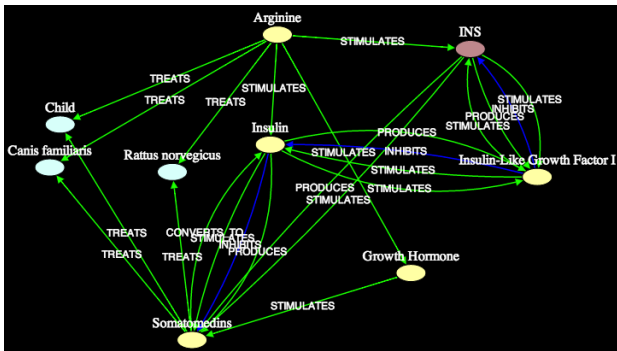 Arginine
INS
STIMULATES
TREATS
STIMULATES
STIMULATES
TREATS
TREATS
INHIBITS
Child
PRODUCES
STIMULATES
Insulin
PRODUCES
Canis familiaris
Rattus norvegicus
STIMULATES
INHIBITS
Insulin-Like Growth Factor I
STIMULATES
PRODUCES
STIMULATES
STIMULATES
TREATS
CONVERTS_TO
STIMULATES
INHIBITS
TREATS
TREATS
PRODUCES
Growth Hormone
STIMULATES
Somatomedins